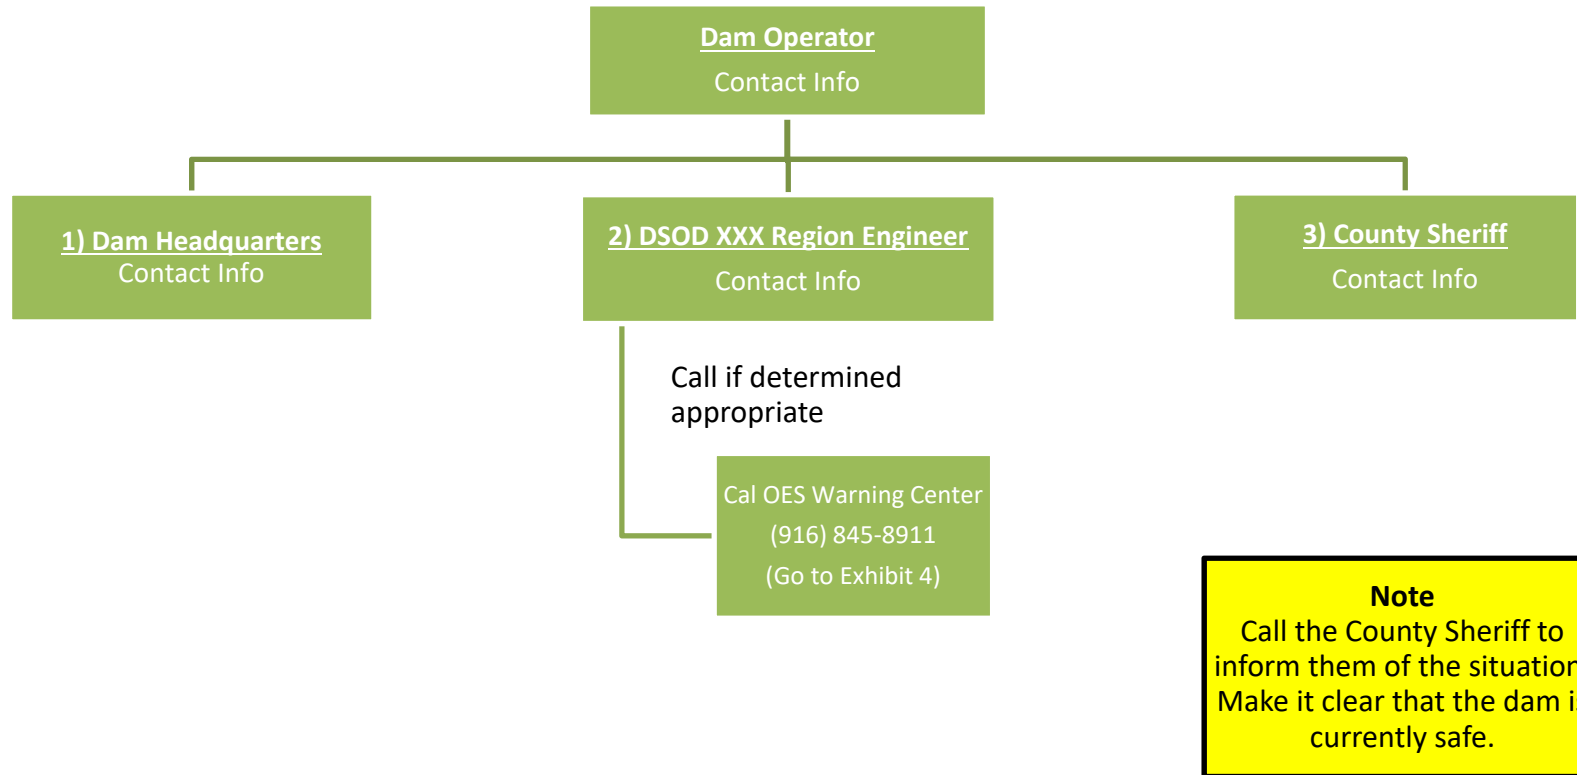 Dam Operator
Contact Info
1) Dam Headquarters
Contact Info
2) DSOD XXX Region Engineer
Contact Info
3) County Sheriff
Contact Info
Call if determined
appropriate
Cal OES Warning Center
(916) 845-8911
(Go to Exhibit 4)
Note
Call the County Sheriff to
inform them of the situation
Make it clear that the dam is
currently safe.